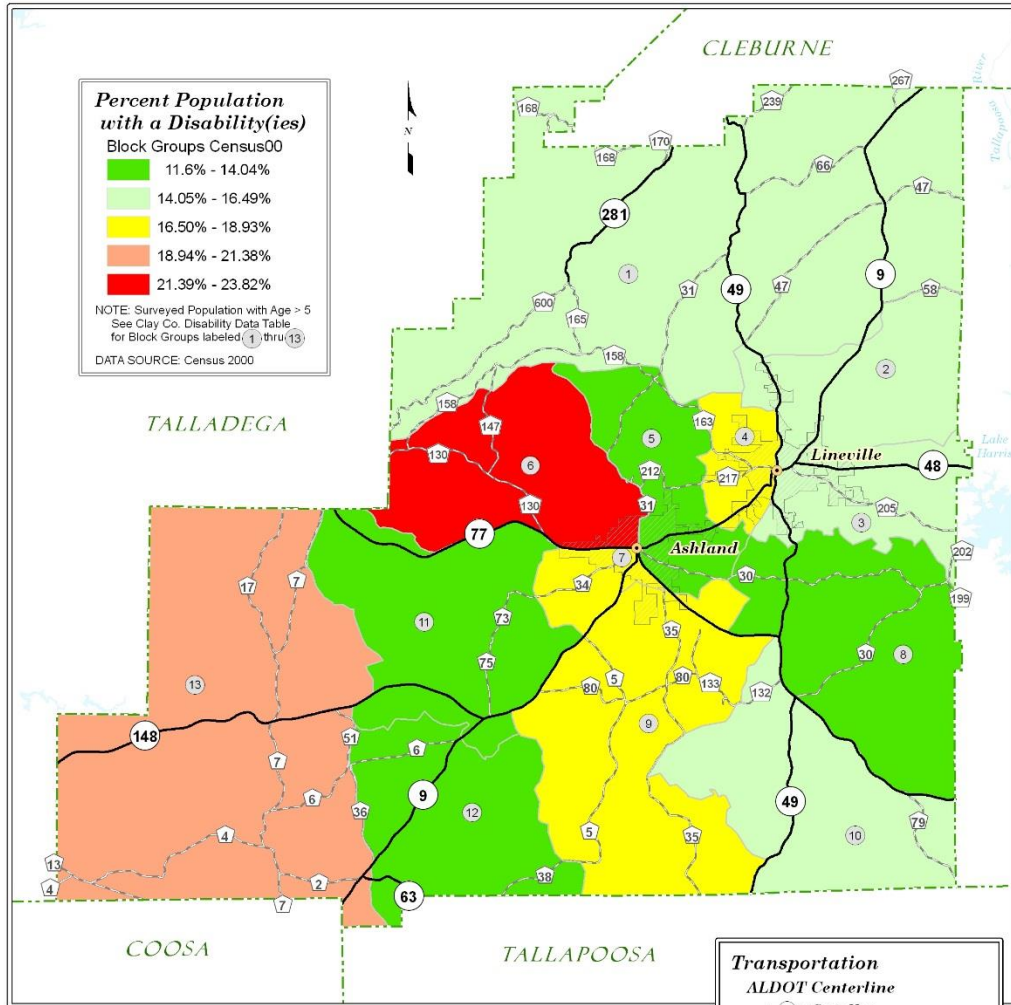 CLEBURNE
267
River
Tallapoosa
Percent Population
with a Disability(ies)
Block Groups Census00
11.6% - 14.04%
14.05% - 16.49%
16.50% - 18.93%
18.94% - 21.38%
21.39% - 23.82%
NOTE: Surveyed Population with Age > 5
See Clay Co. Disability Data Table
for Block Groups labeled 1 thru 13
DATA SOURCE: Census 2000
N
168
239
170
168
66
47
281
1
49
9
31
47
58
600
165
158
2
158
163
147
5
4
TALLADEGA
Lineville
Lake
Harris
130
6
212
217
48
130
31
205
3
77
Ashland
7
202
30
17
7
34
199
11
73
35
30
8
75
13
5
80
80
133
132
148
51
6
9
7
9
49
6
36
12
79
4
5
35
10
13
4
2
38
63
7
COOSA
TALLAPOOSA
Transportation
ALDOT Centerline